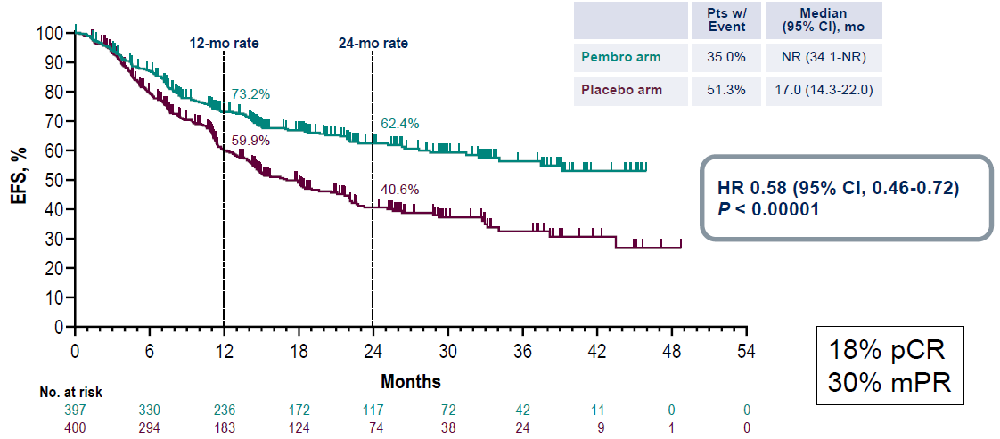 Pts w/ Event Median (95% CI), mo
Pembro arm 35.0% NR (34.1-NR)
Placebo arm 51.3% 17.0 (14.3-22.0)
12-mo rate 24-mo rate
100
90
80
70
60
50
40
30
20
10
0
EFS, %
73.2%
62.4%
59.9%
40.6%
HR 0.58 (95% CI, 0.46-0.72)
P < 0.00001
0 6 12 18 24 30 36 42 48 54
Months
18% pCR
30% mPR
No. at risk
397 330 236 172 117 72 42 11 0 0
400 294 183 124 74 38 24 9 1 0